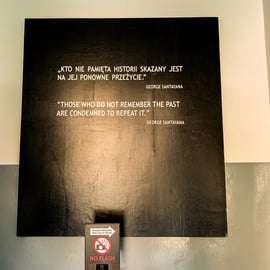 „KTO NIE PAMIĘTA HISTORII SKAZANY JEST
NA JEJ PONOWNE PRZEŻYCIE."
GEORGE SANTAYANA
"THOSE WHO DO NOT REMEMBER THE PAST
ARE CONDEMNED TO REPEAT IT."
GEORGE SANTAYANA
NO FLASH